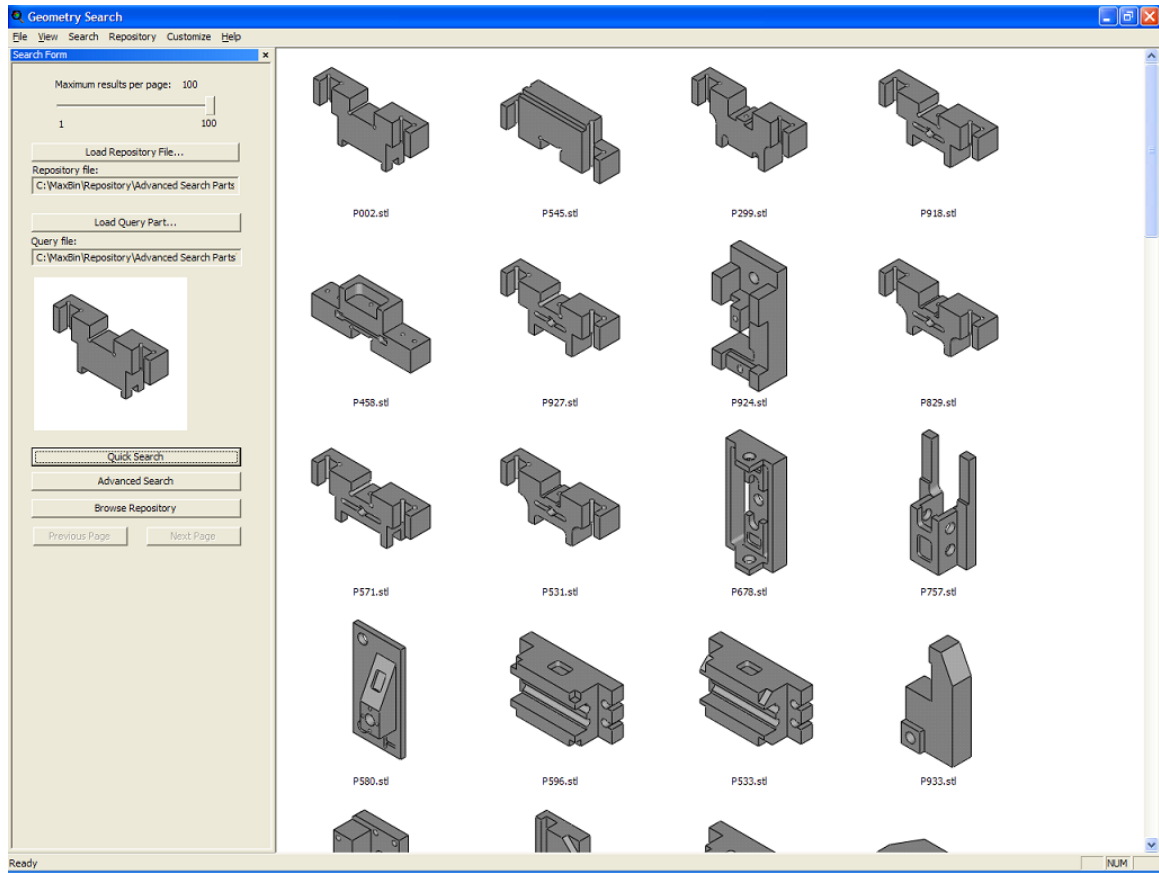 Geometry Search
File View Search Repository Customize Help
Search Form
Maximum results per page: 100
1 100
Load Repository File...
Repository file:
C:\MaxBin\Repository\Advanced Search Parts
Load Query Part...
Query file:
C:\MaxBin\Repository\Advanced Search Parts
Quick Search
Advanced Search
Browse Repository
Previous Page Next Page
P002.stl P545.stl P299.stl P918.stl
P458.stl P927.stl P924.stl P829.stl
P571.stl P531.stl P678.stl P757.stl
P580.stl P596.stl P533.stl P933.stl
Ready NUM